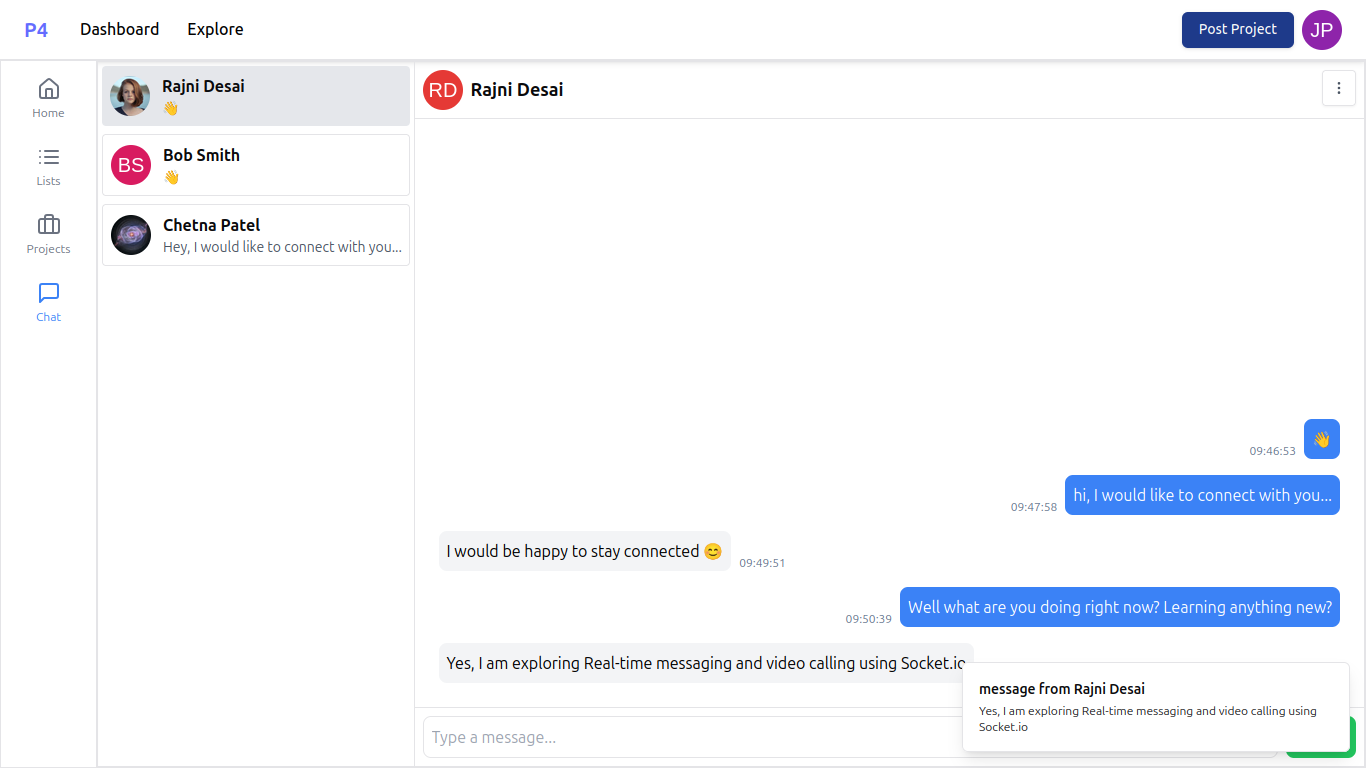 P4
Dashboard
Explore
Post Project
JP
Home
Lists
Projects
Chat
Rajni Desai
👋
BS
Bob Smith
👋
Chetna Patel
Hey, I would like to connect with you...
RD
Rajni Desai
09:46:53
👋
09:47:58
hi, I would like to connect with you...
I would be happy to stay connected 😊
09:49:51
09:50:39
Well what are you doing right now? Learning anything new?
Yes, I am exploring Real-time messaging and video calling using Socket.io
message from Rajni Desai
Yes, I am exploring Real-time messaging and video calling using
Socket.io
Type a message...